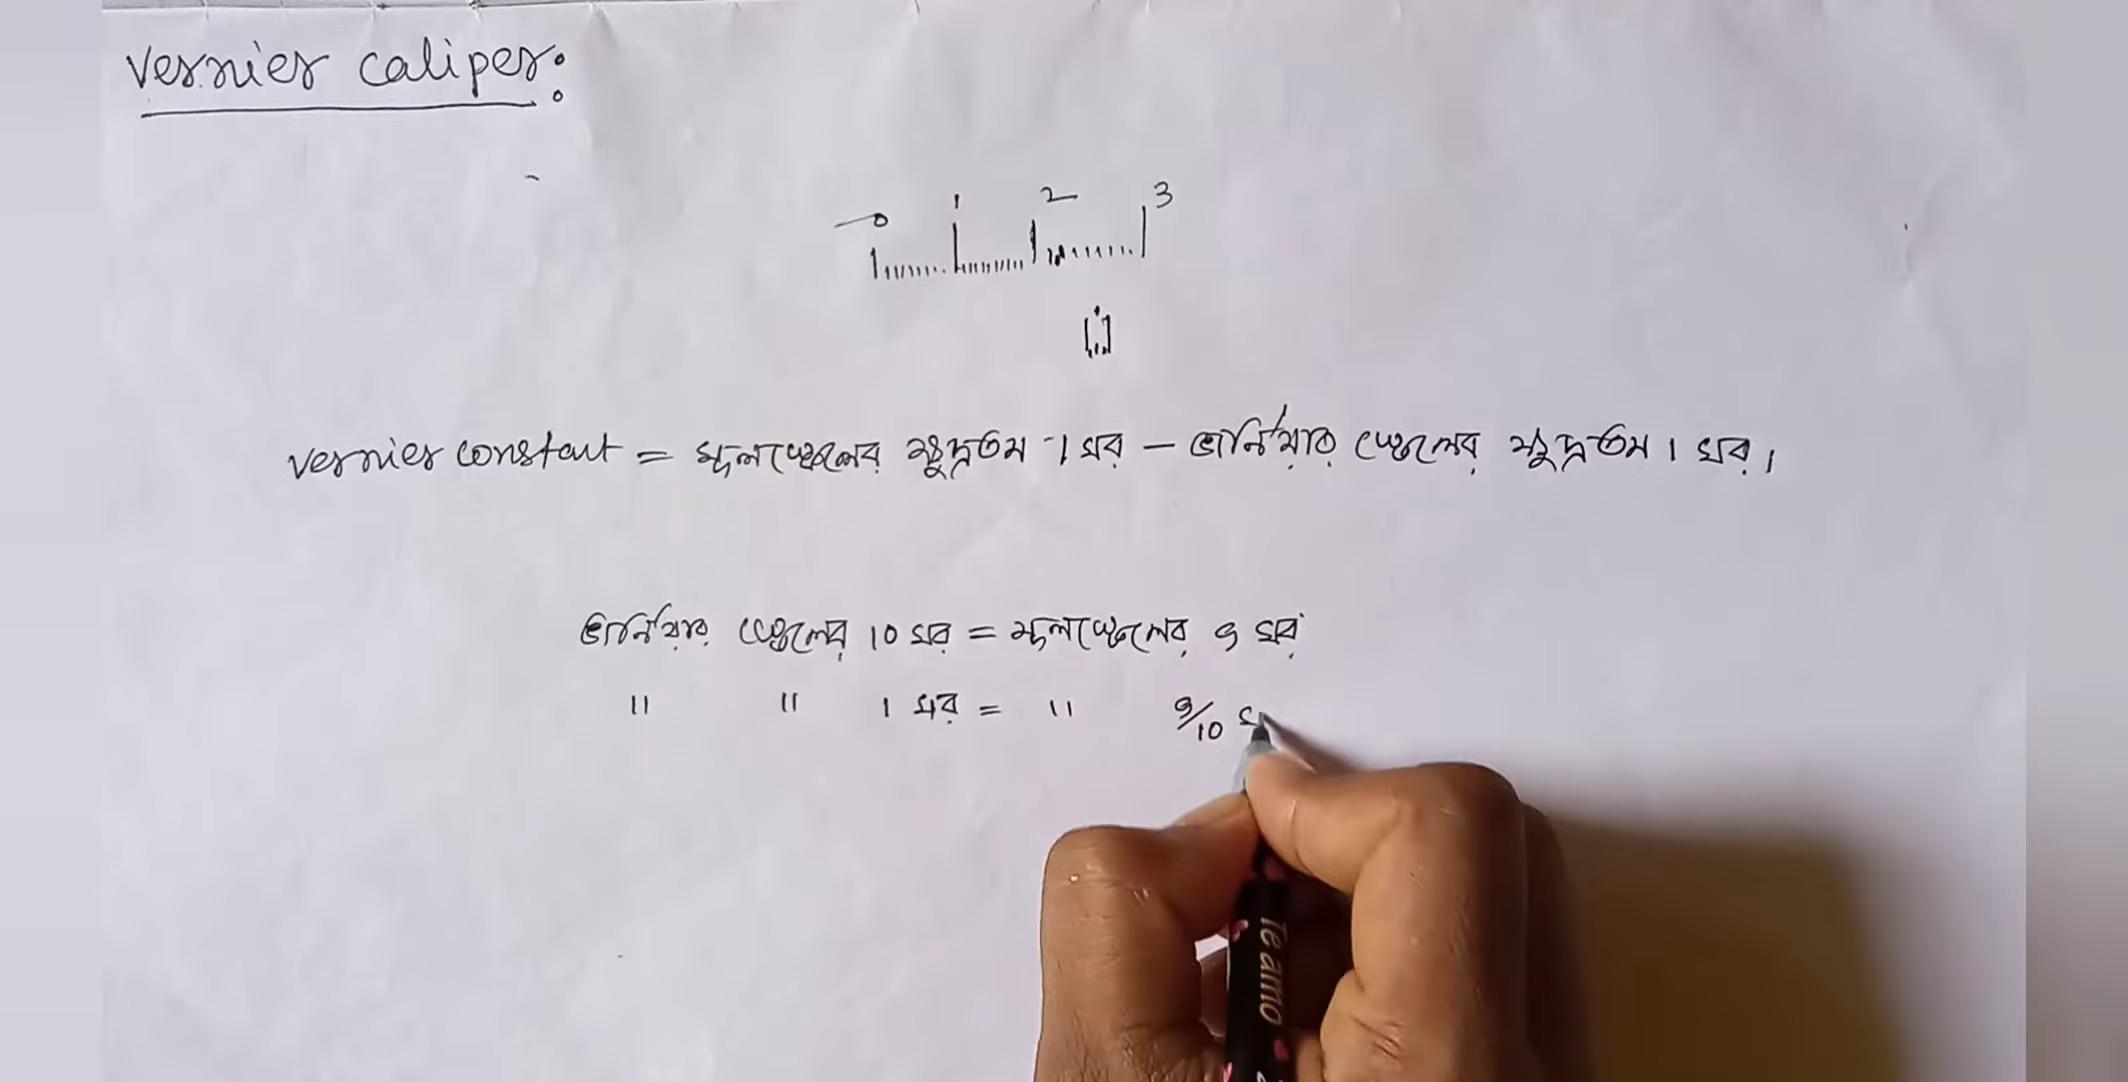 Vernier caliper:
0 1 2 3
vernier constant = মূলস্কেলের ক্ষুদ্রতম 1 ঘর – ভার্নিয়ার স্কেলের ক্ষুদ্রতম 1 ঘর।
ভার্নিয়ার স্কেলের 10 ঘর = মূলস্কেলের 9 ঘর
" " 1 ঘর = " 9/10
Te amo